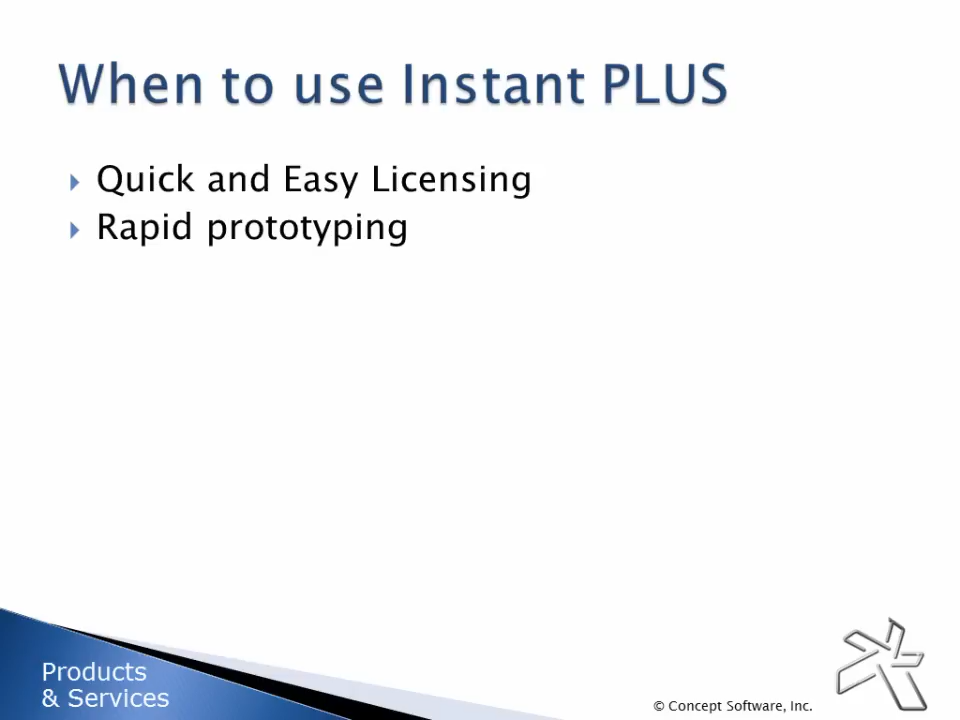 When to use Instant PLUS
Quick and Easy Licensing
Rapid prototyping
Products
& Services
© Concept Software, Inc.